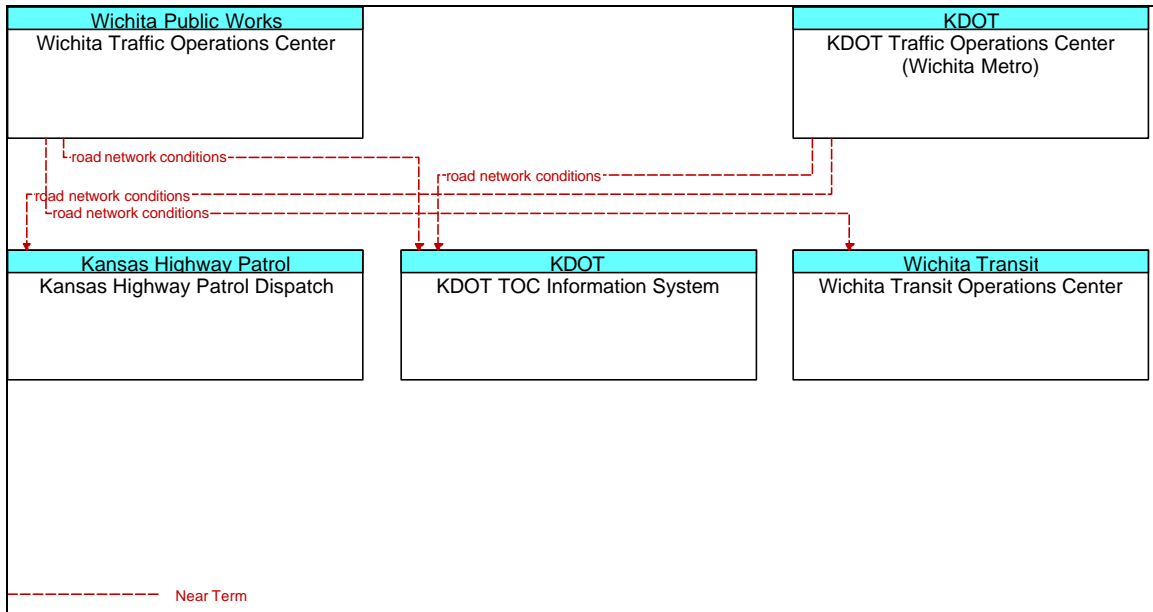 Wichita Public Works
Wichita Traffic Operations Center
KDOT
KDOT Traffic Operations Center
(Wichita Metro)
road network conditions
road network conditions
road network conditions
road network conditions
Kansas Highway Patrol
Kansas Highway Patrol Dispatch
KDOT
KDOT TOC Information System
Wichita Transit
Wichita Transit Operations Center
Near Term